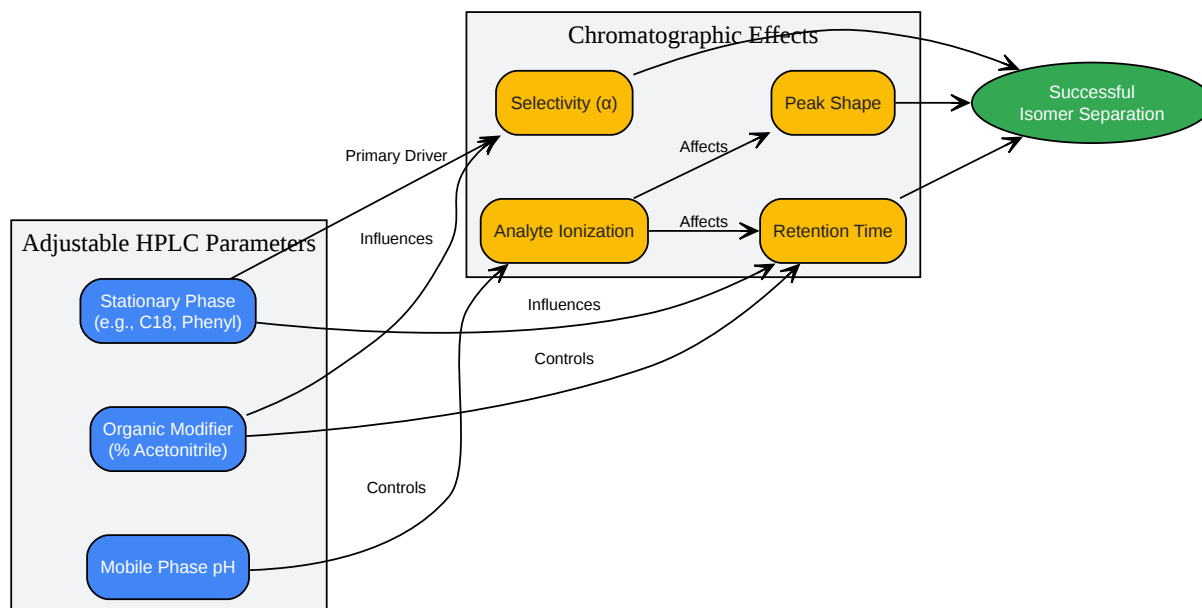 Chromatographic Effects
Selectivity (α)
Peak Shape
Successful
Isomer Separation
Primary Driver
Affects
Analyte Ionization
Affects
Retention Time
Adjustable HPLC Parameters
Influences
Stationary Phase
(e.g., C18, Phenyl)
Influences
Controls
Organic Modifier
(% Acetonitrile)
Controls
Mobile Phase pH